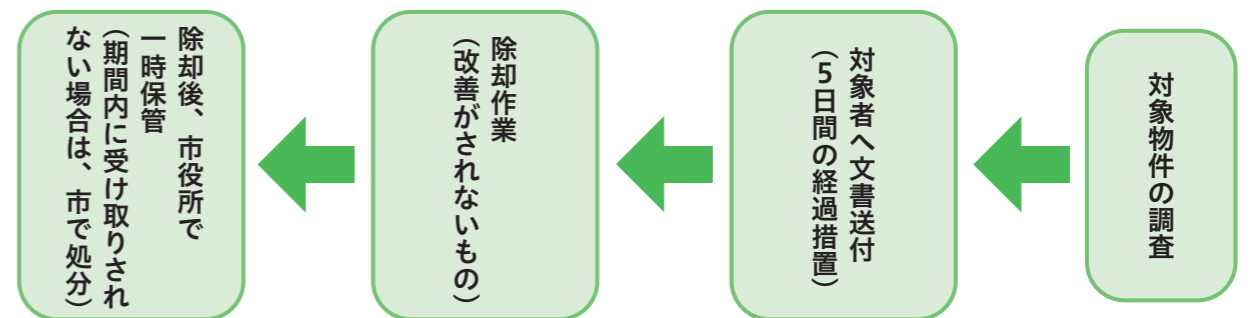 対象物件の調査
対象者へ文書送付
（5日間の経過措置）
除却作業
（改善がされないもの）
除却後、市役所で
一時保管
（期間内に受け取りされ
ない場合は、市で処分）